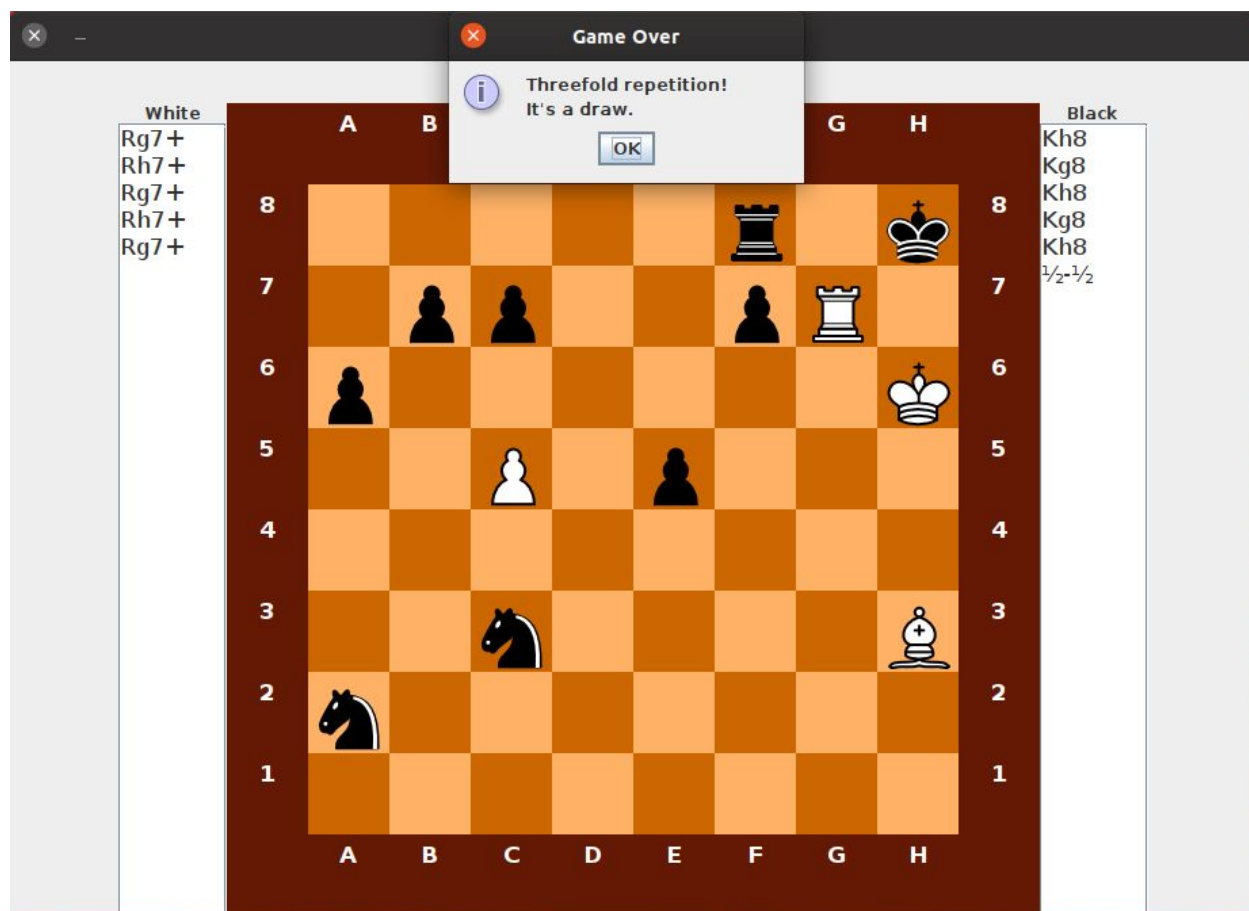 Game Over
Threefold repetition!
It's a draw.
OK
White
Rg7+
Rh7+
Rg7+
Rh7+
Rg7+
Black
Kh8
Kg8
Kh8
Kg8
Kh8
½-½
A B G H
8 8
7 7
6 6
5 5
4 4
3 3
2 2
1 1
A B C D E F G H